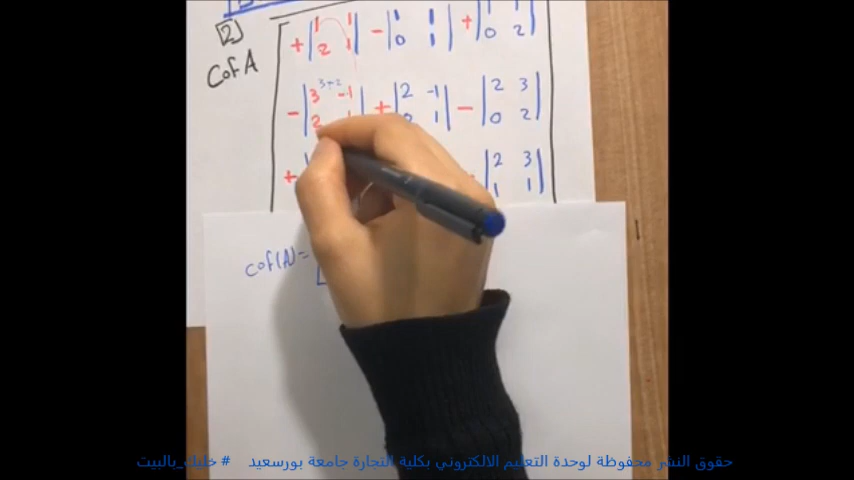 2
Cof A
+ | 1 1 | - | 1 1 | + | 1 1 |
2 1 0 1 0 2
- | 3 -1 | + | 2 -1 | - | 2 3 |
3+2
2 0 1 0 2
+ | 2 3 |
1 1
cof(A) =
حقوق النشر محفوظة لوحدة التعليم الالكتروني بكلية التجارة جامعة بورسعيد # خليك_بالبيت